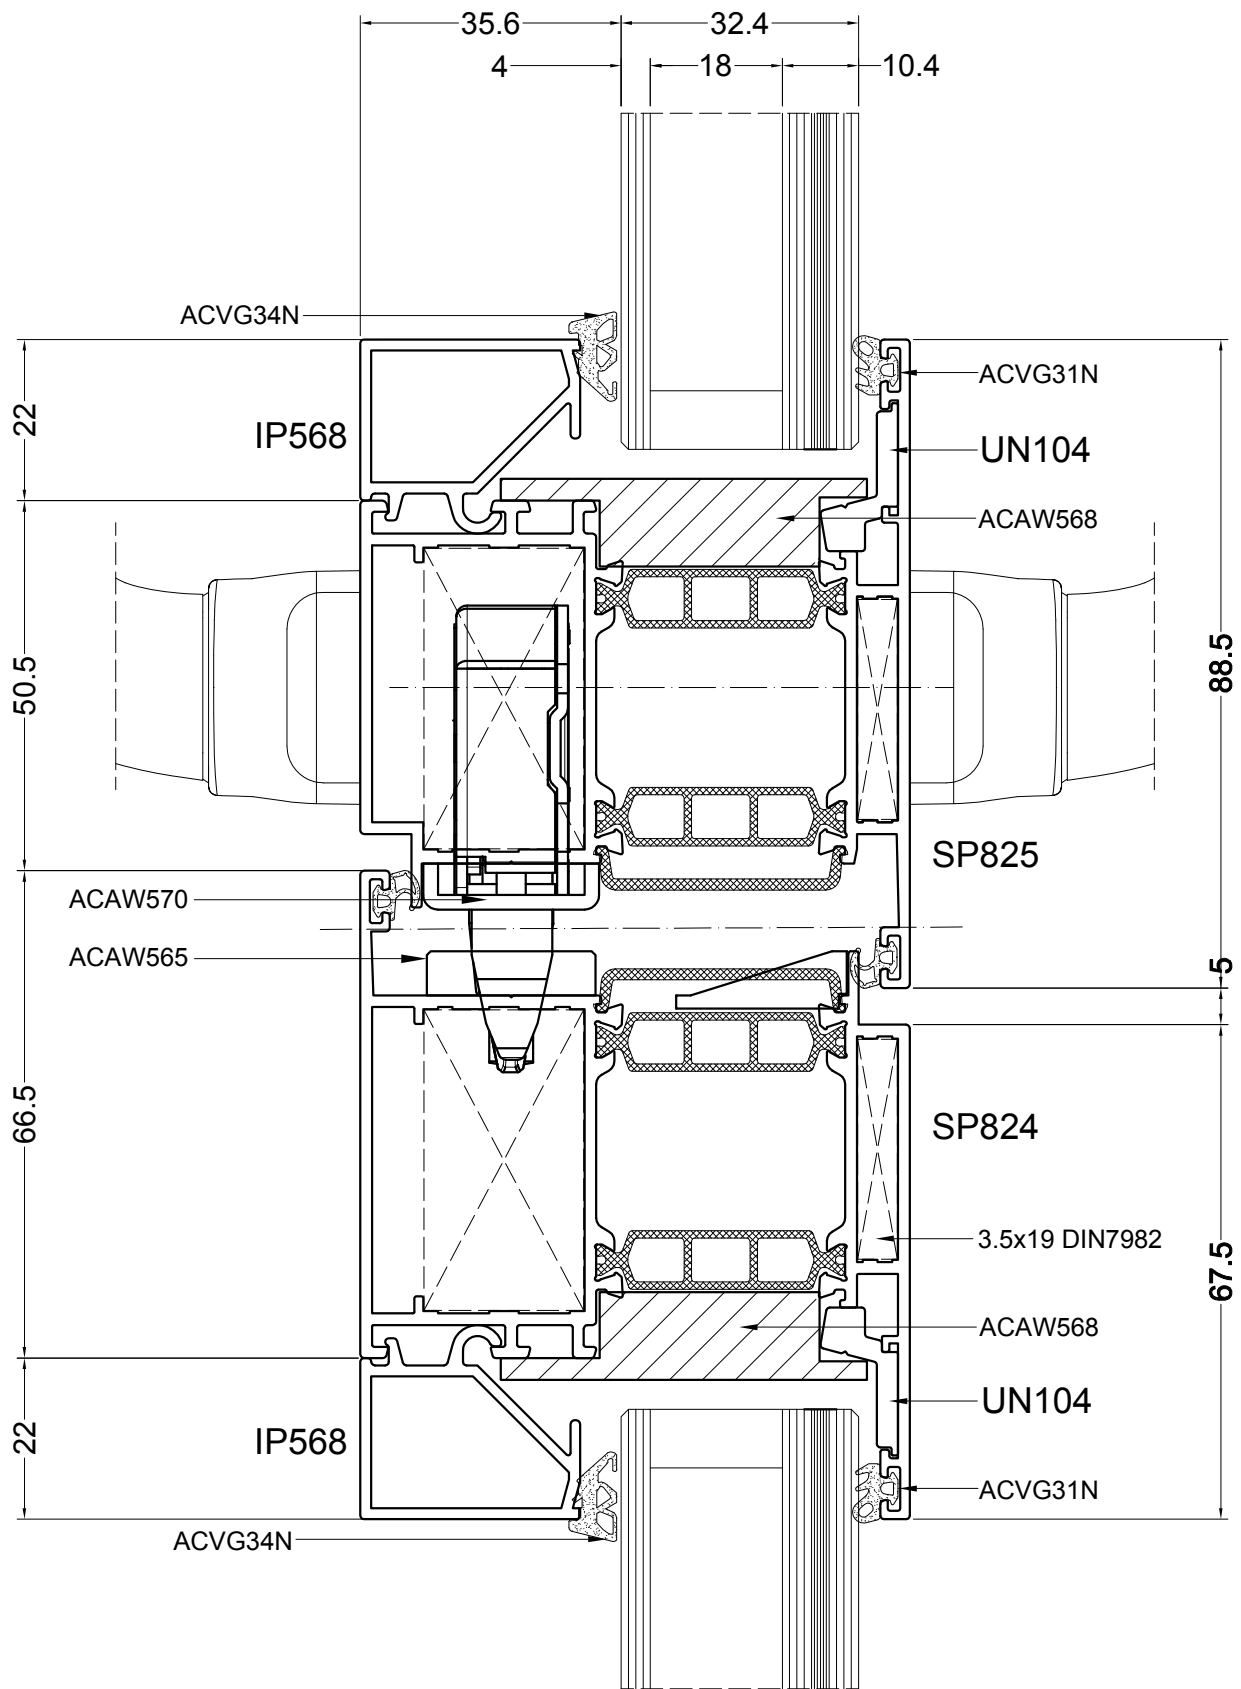 35.6
32.4
4
18
10.4
ACVG34N
ACVG31N
22
IP568
UN104
ACAW568
50.5
88.5
SP825
ACAW570
ACAW565
5
66.5
SP824
3.5x19 DIN7982
67.5
ACAW568
UN104
22
IP568
ACVG31N
ACVG34N